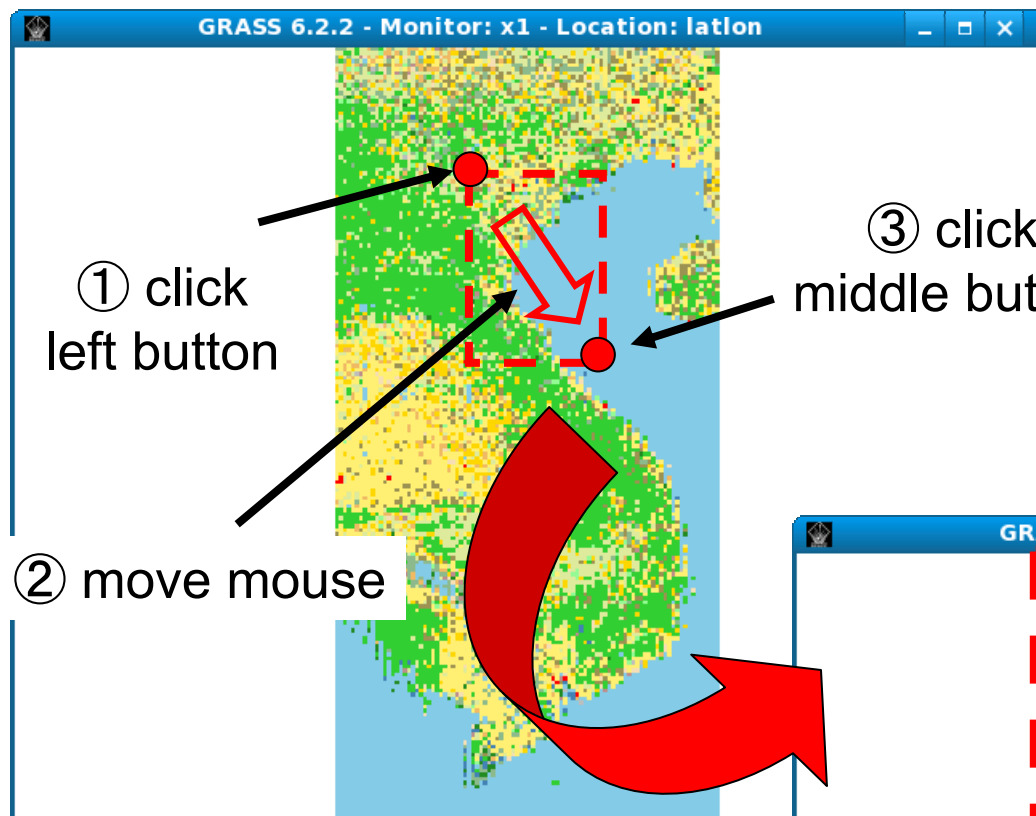 GRASS 6.2.2 - Monitor: x1 - Location: latlon
① click
left button
② move mouse
③ click
middle but
GR